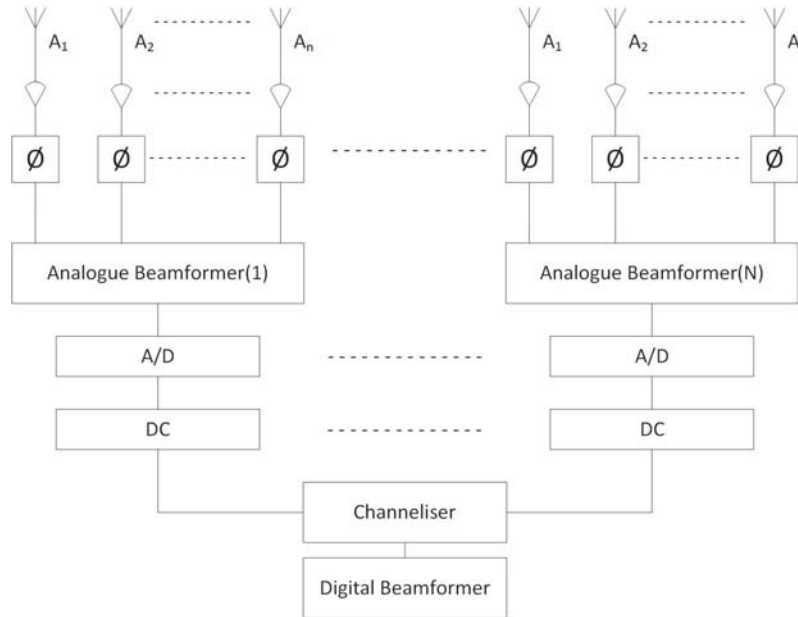 A₁ A₂ Aₙ A₁ A₂ A
Ø Ø Ø Ø Ø Ø
Analogue Beamformer(1) Analogue Beamformer(N)
A/D A/D
DC DC
Channeliser
Digital Beamformer